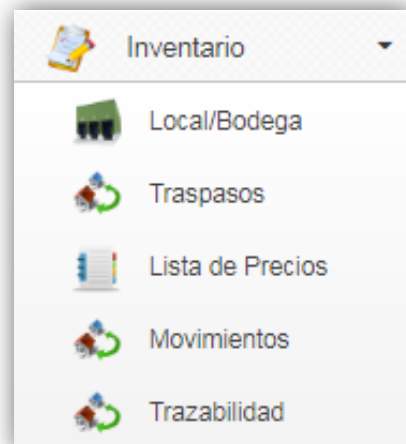 Inventario
Local/Bodega
Traspasos
Lista de Precios
Movimientos
Trazabilidad